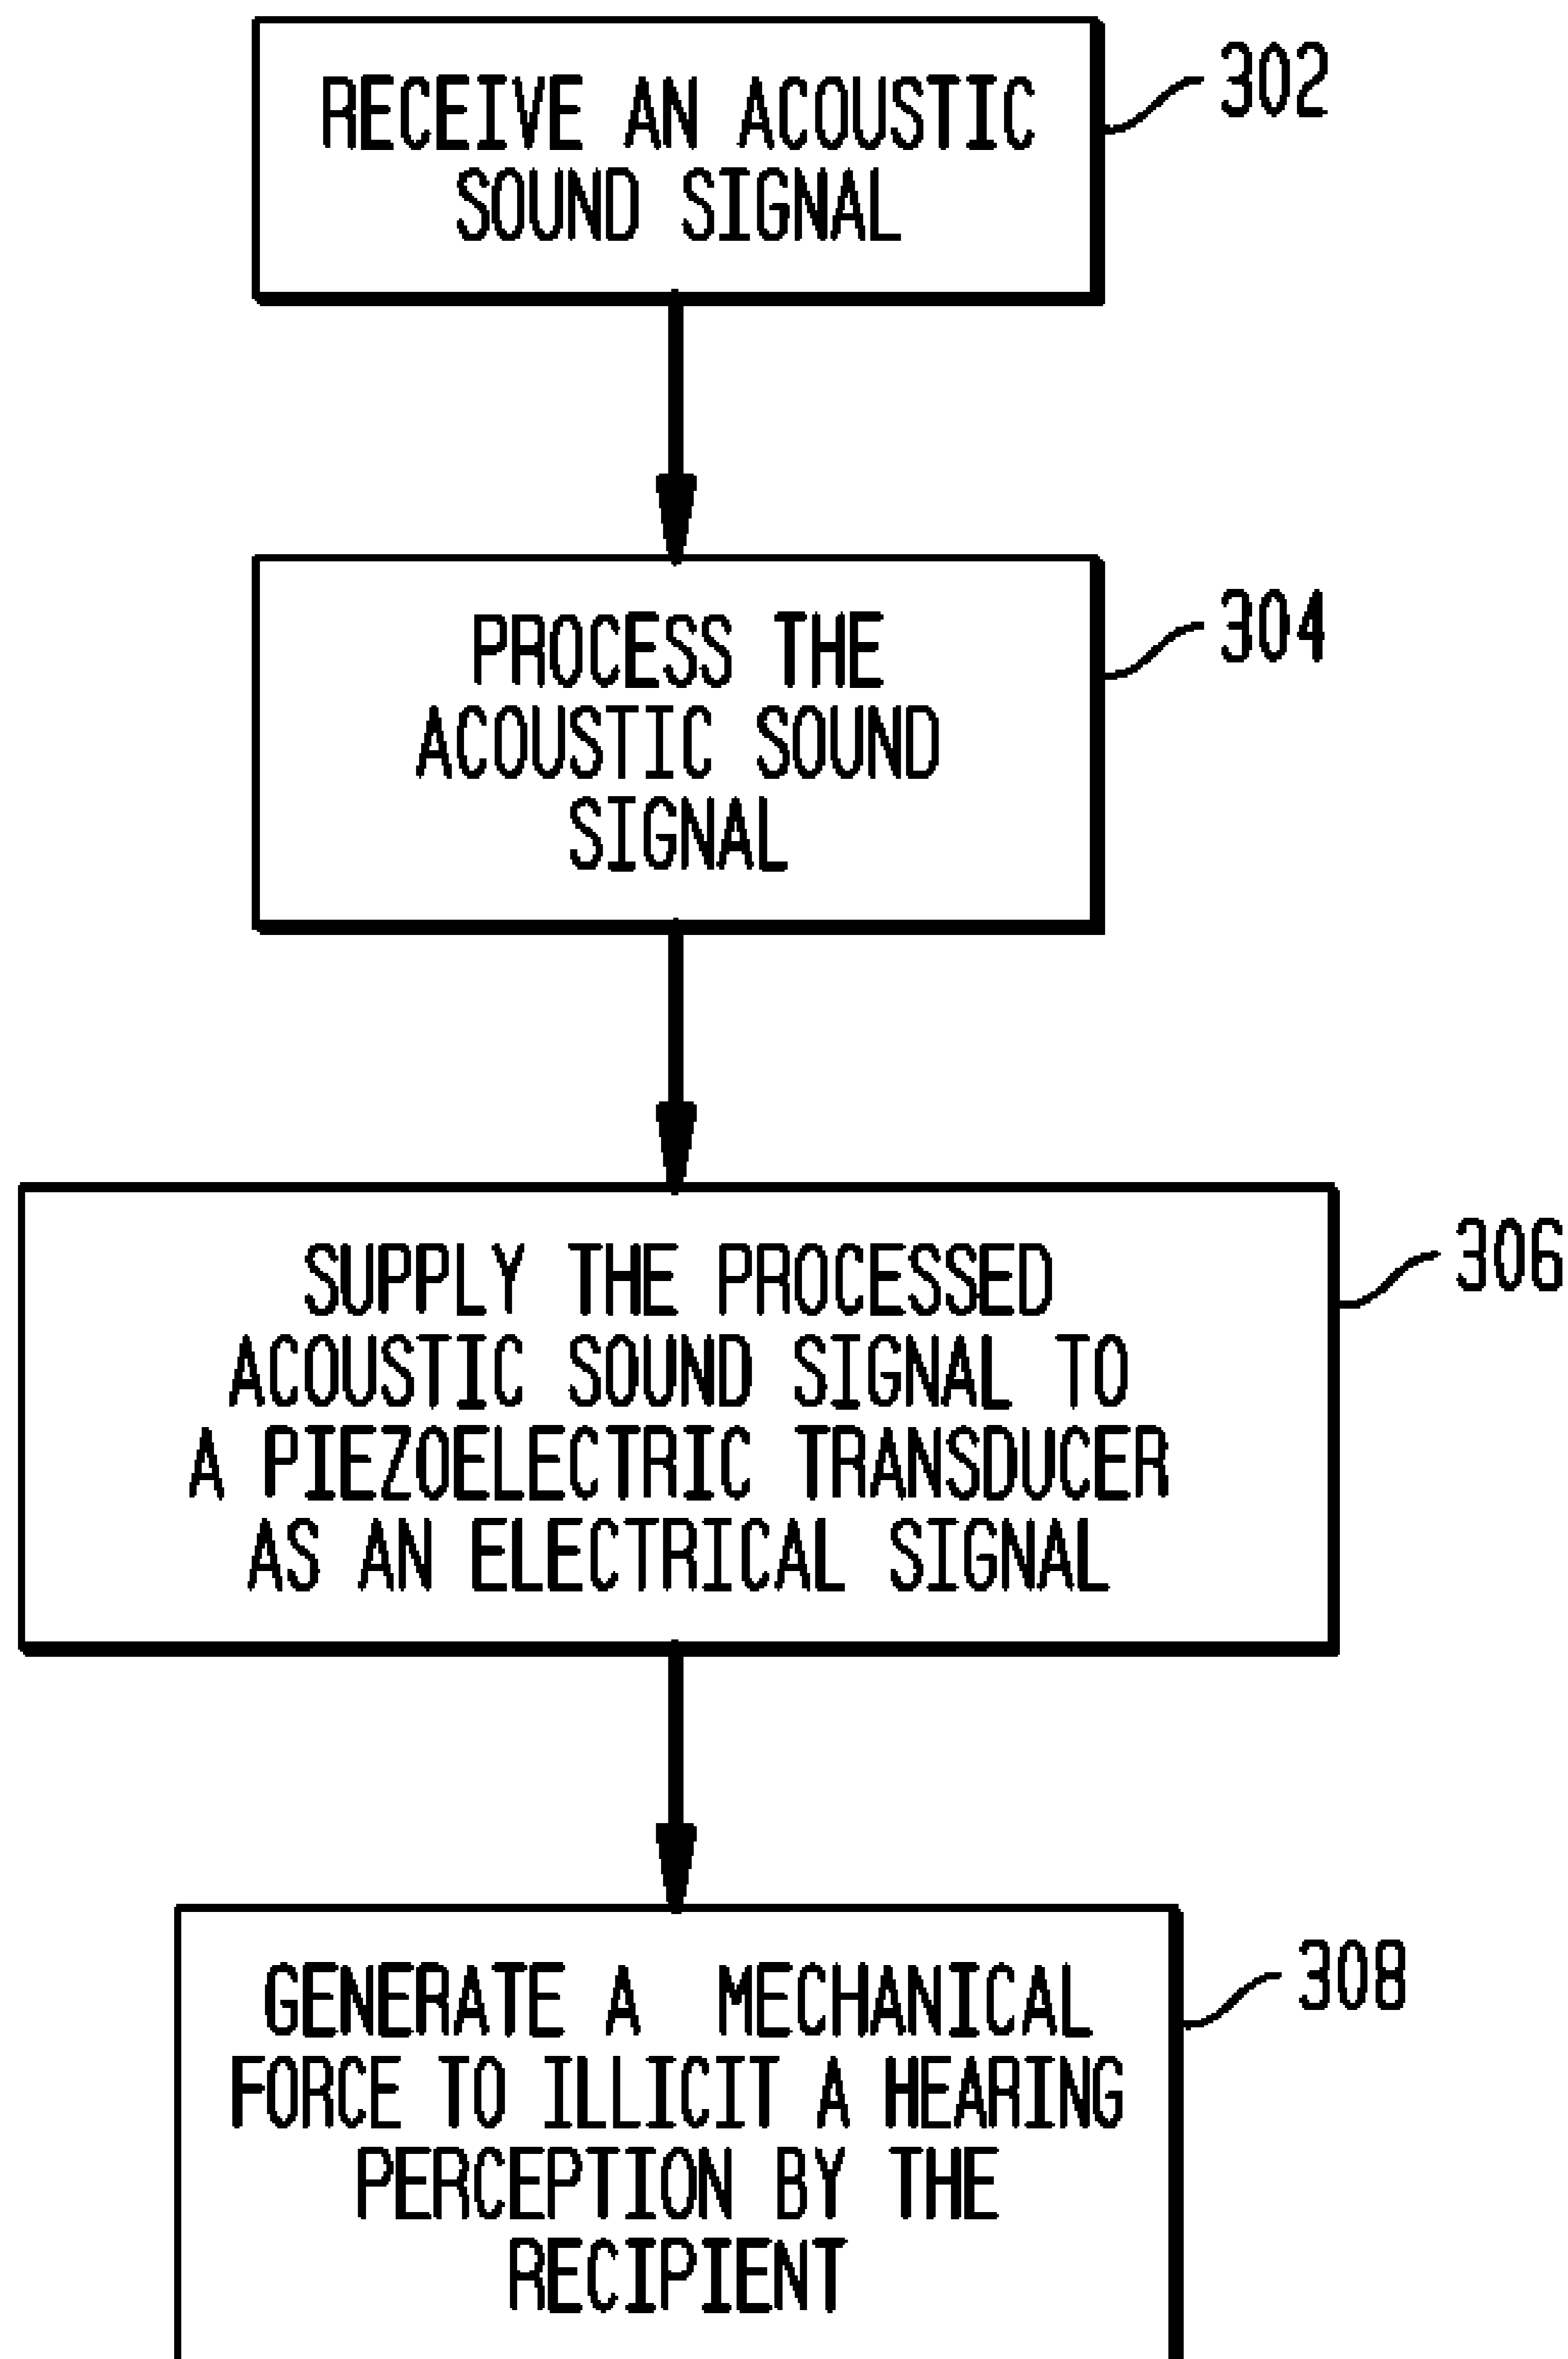 RECEIVE AN ACOUSTIC
SOUND SIGNAL
302
PROCESS THE
ACOUSTIC SOUND
SIGNAL
304
SUPPLY THE PROCESSED
ACOUSTIC SOUND SIGNAL TO
A PIEZOELECTRIC TRANSDUCER
AS AN ELECTRICAL SIGNAL
306
GENERATE A MECHANICAL
FORCE TO ILLICIT A HEARING
PERCEPTION BY THE
RECIPIENT
308